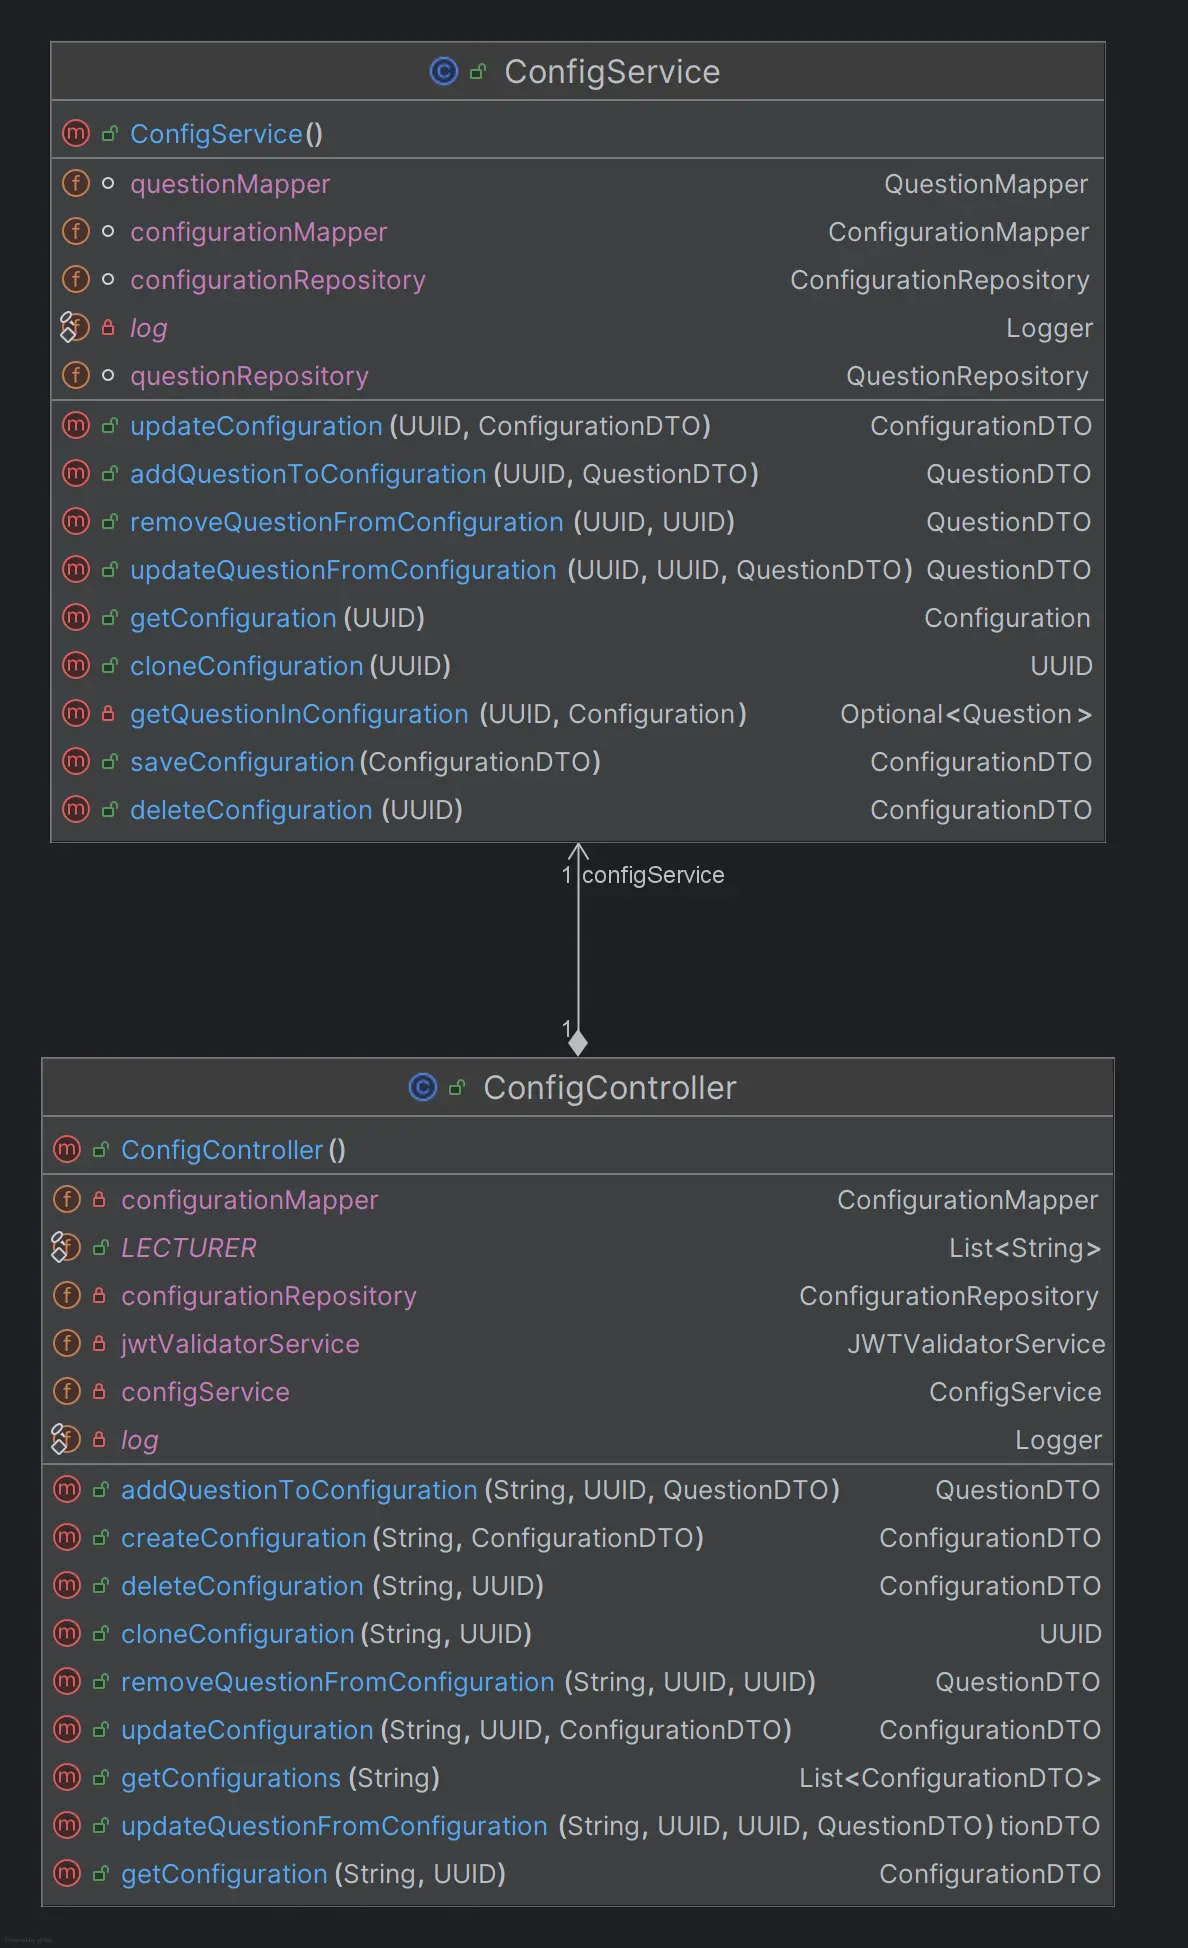 ConfigService
ConfigService()
questionMapper QuestionMapper
configurationMapper ConfigurationMapper
configurationRepository ConfigurationRepository
log Logger
questionRepository QuestionRepository
updateConfiguration(UUID, ConfigurationDTO) ConfigurationDTO
addQuestionToConfiguration(UUID, QuestionDTO) QuestionDTO
removeQuestionFromConfiguration (UUID, UUID) QuestionDTO
updateQuestionFromConfiguration (UUID, UUID, QuestionDTO) QuestionDTO
getConfiguration(UUID) Configuration
cloneConfiguration(UUID) UUID
getQuestionInConfiguration (UUID, Configuration) Optional<Question>
saveConfiguration(ConfigurationDTO) ConfigurationDTO
deleteConfiguration (UUID) ConfigurationDTO
1 configService
1
ConfigController
ConfigController()
configurationMapper ConfigurationMapper
LECTURER List<String>
configurationRepository ConfigurationRepository
jwtValidatorService JWTValidatorService
configService ConfigService
log Logger
addQuestionToConfiguration(String, UUID, QuestionDTO) QuestionDTO
createConfiguration(String, ConfigurationDTO) ConfigurationDTO
deleteConfiguration (String, UUID) ConfigurationDTO
cloneConfiguration(String, UUID) UUID
removeQuestionFromConfiguration (String, UUID, UUID) QuestionDTO
updateConfiguration(String, UUID, ConfigurationDTO) ConfigurationDTO
getConfigurations(String) List<ConfigurationDTO>
updateQuestionFromConfiguration (String, UUID, UUID, QuestionDTO) tionDTO
getConfiguration(String, UUID) ConfigurationDTO